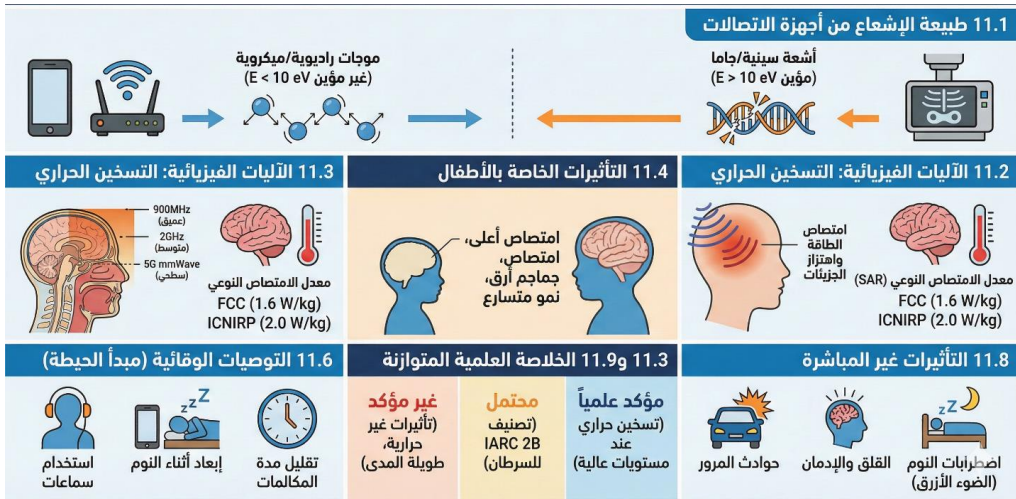 11.1 طبيعة الإشعاع من أجهزة الاتصالات
أشعة سينية/جاما
(مؤين E > 10 eV)
موجات راديوية/ميكروية
(غير مؤين E < 10 eV)
11.2 الآليات الفيزيائية: التسخين الحراري
امتصاص
الطاقة
واهتزاز
الجزيئات
معدل الامتصاص النوعي (SAR)
FCC (1.6 W/kg)
ICNIRP (2.0 W/kg)
11.4 التأثيرات الخاصة بالأطفال
امتصاص أعلى،
امتصاص،
جماجم أرق،
نمو متسارع
11.3 الآليات الفيزيائية: التسخين الحراري
900MHz
(عميق)
2GHz
(متوسط)
5G mmWave
(سطحي)
معدل الامتصاص النوعي
FCC (1.6 W/kg)
ICNIRP (2.0 W/kg)
11.8 التأثيرات غير المباشرة
اضطرابات النوم
(الضوء الأزرق)
القلق والإدمان
حوادث المرور
11.3 و11.9 الخلاصة العلمية المتوازنة
مؤكد علمياً
(تسخين حراري
عند
مستويات عالية)
محتمل
(تصنيف
IARC 2B
للسرطان)
غير مؤكد
(تأثيرات غير
حرارية،
طويلة المدى)
11.6 التوصيات الوقائية (مبدأ الحيطة)
تقليل مدة
المكالمات
zzZ
إبعاد أثناء النوم
استخدام
سماعات